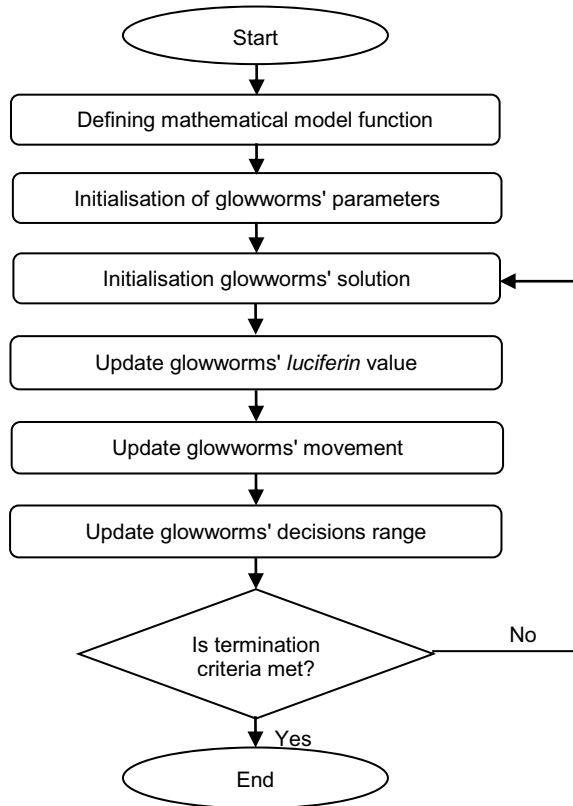 Start
Defining mathematical model function
Initialisation of glowworms' parameters
Initialisation glowworms' solution
Update glowworms' luciferin value
Update glowworms' movement
Update glowworms' decisions range
Is termination
criteria met?
No
Yes
End